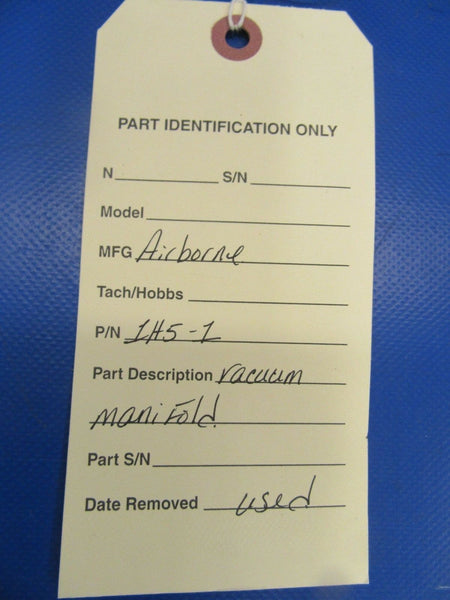 PART IDENTIFICATION ONLY
N S/N
Model
MFG Airborne
Tach/Hobbs
P/N 1H5-1
Part Description vacuum
manifold
Part S/N
Date Removed used